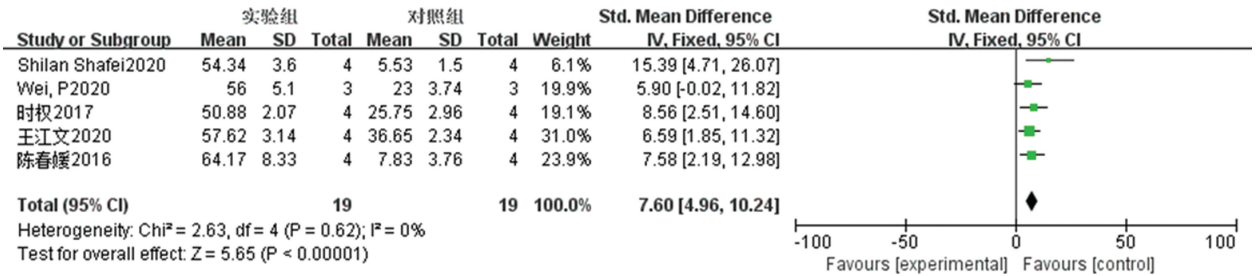 实验组 对照组 Std. Mean Difference Std. Mean Difference
Study or Subgroup Mean SD Total Mean SD Total Weight IV, Fixed, 95% CI IV, Fixed, 95% CI
Shilan Shafei2020 54.34 3.6 4 5.53 1.5 4 6.1% 15.39 [4.71, 26.07]
Wei, P2020 56 5.1 3 23 3.74 3 19.9% 5.90 [-0.02, 11.82]
时权2017 50.88 2.07 4 25.75 2.96 4 19.1% 8.56 [2.51, 14.60]
王江文2020 57.62 3.14 4 36.65 2.34 4 31.0% 6.59 [1.85, 11.32]
陈春媛2016 64.17 8.33 4 7.83 3.76 4 23.9% 7.58 [2.19, 12.98]
Total (95% CI) 19 19 100.0% 7.60 [4.96, 10.24]
Heterogeneity: Chi² = 2.63, df = 4 (P = 0.62); I² = 0%
Test for overall effect: Z = 5.65 (P < 0.00001)
-100 -50 0 50 100
Favours [experimental] Favours [control]